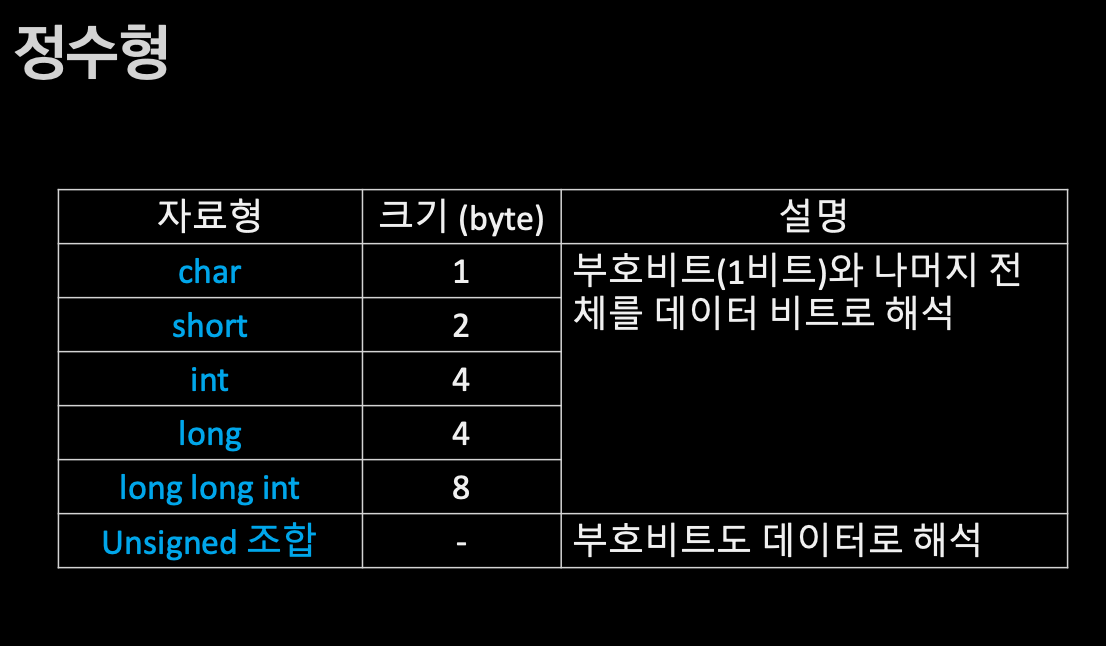 정수형
자료형 크기 (byte) 설명
char 1 부호비트(1비트)와 나머지 전
체를 데이터 비트로 해석
short 2
int 4
long 4
long long int 8
Unsigned 조합 - 부호비트도 데이터로 해석